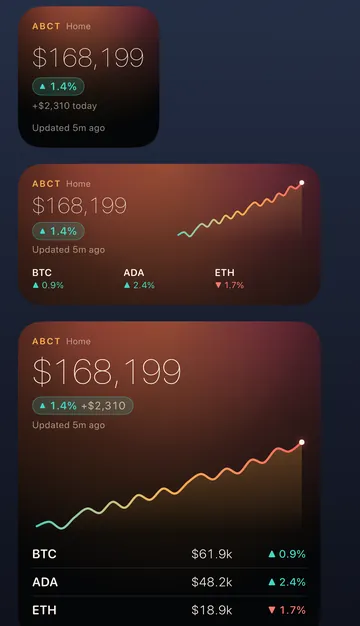 ABCT Home
$168,199
▲ 1.4%
+$2,310 today
Updated 5m ago
ABCT Home
$168,199
▲ 1.4%
Updated 5m ago
BTC ADA ETH
▲ 0.9% ▲ 2.4% ▼ 1.7%
ABCT Home
$168,199
▲ 1.4% +$2,310
Updated 5m ago
BTC $61.9k ▲ 0.9%
ADA $48.2k ▲ 2.4%
ETH $18.9k ▼ 1.7%